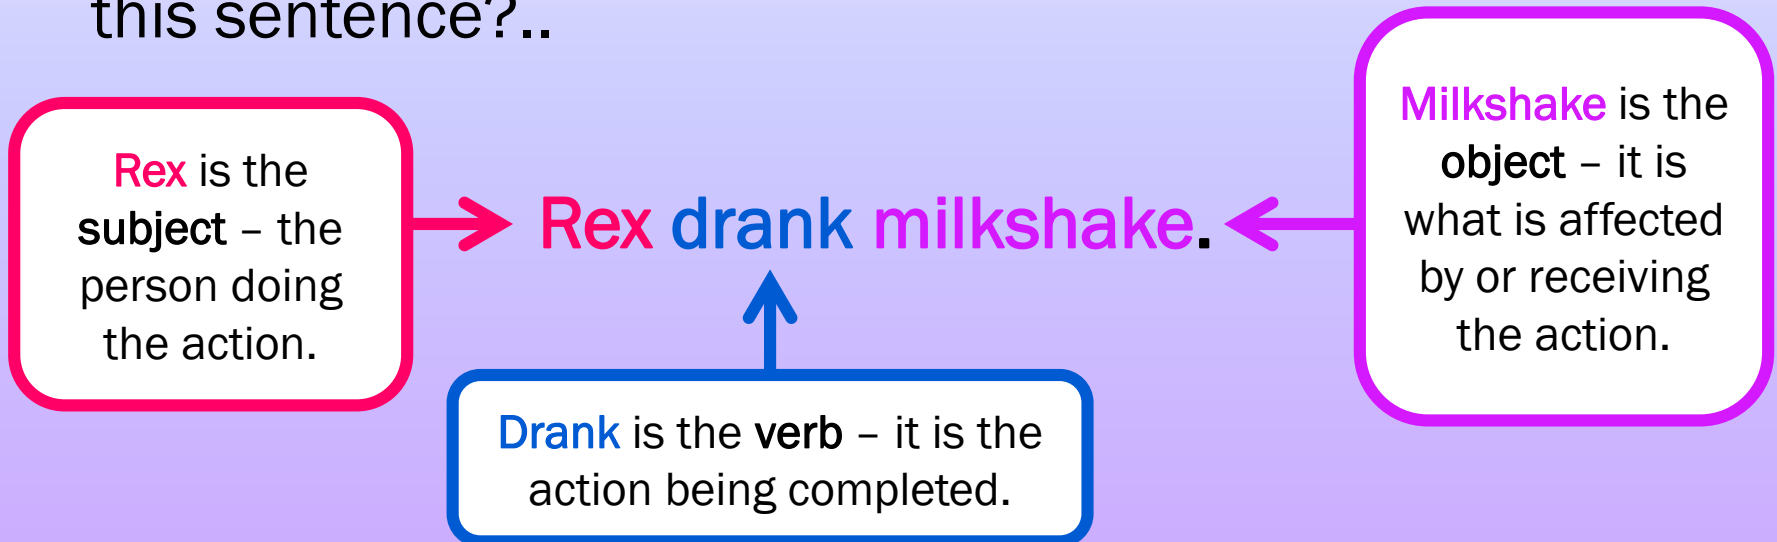 this sentence?..
Rex is the
subject – the
person doing
the action.
Rex drank milkshake.
Milkshake is the
object – it is
what is affected
by or receiving
the action.
Drank is the verb – it is the
action being completed.